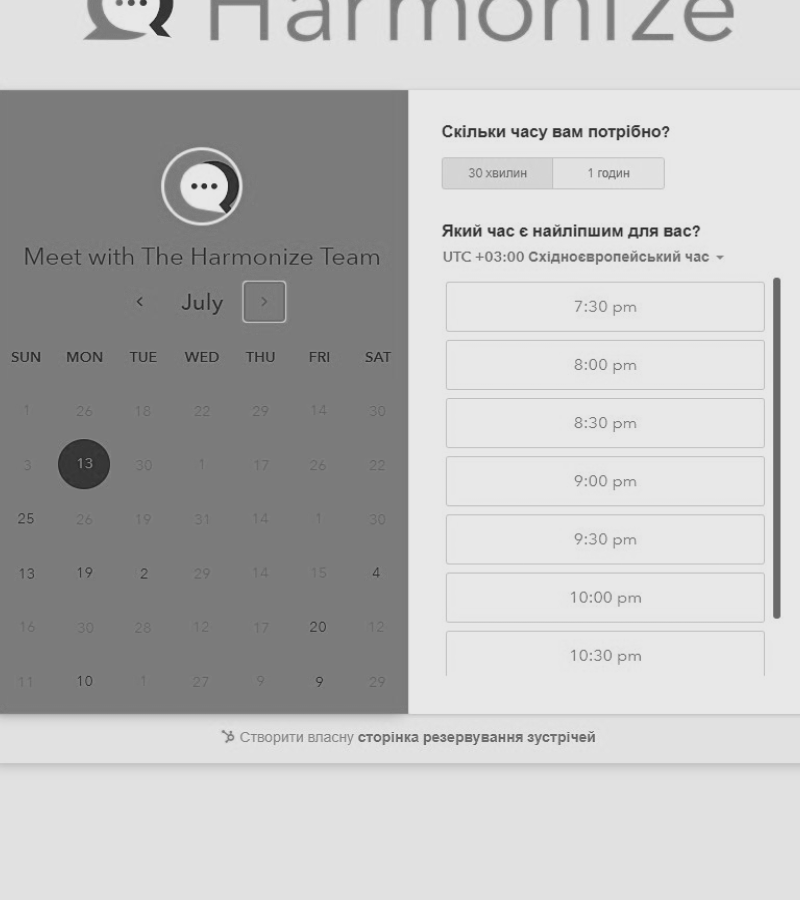 Harmonize
Meet with The Harmonize Team
July
SUN MON TUE WED THU FRI SAT
1 26 18 22 29 14 30
3 13 30 1 17 26 22
25 26 19 31 14 1 30
13 19 2 29 14 15 4
16 30 28 12 17 20 12
11 10 1 27 9 9 29
Скільки часу вам потрібно?
30 хвилин 1 годин
Який час є найліпшим для вас?
UTC +03:00 Східноєвропейський час
7:30 pm
8:00 pm
8:30 pm
9:00 pm
9:30 pm
10:00 pm
10:30 pm
Створити власну сторінка резервування зустрічей